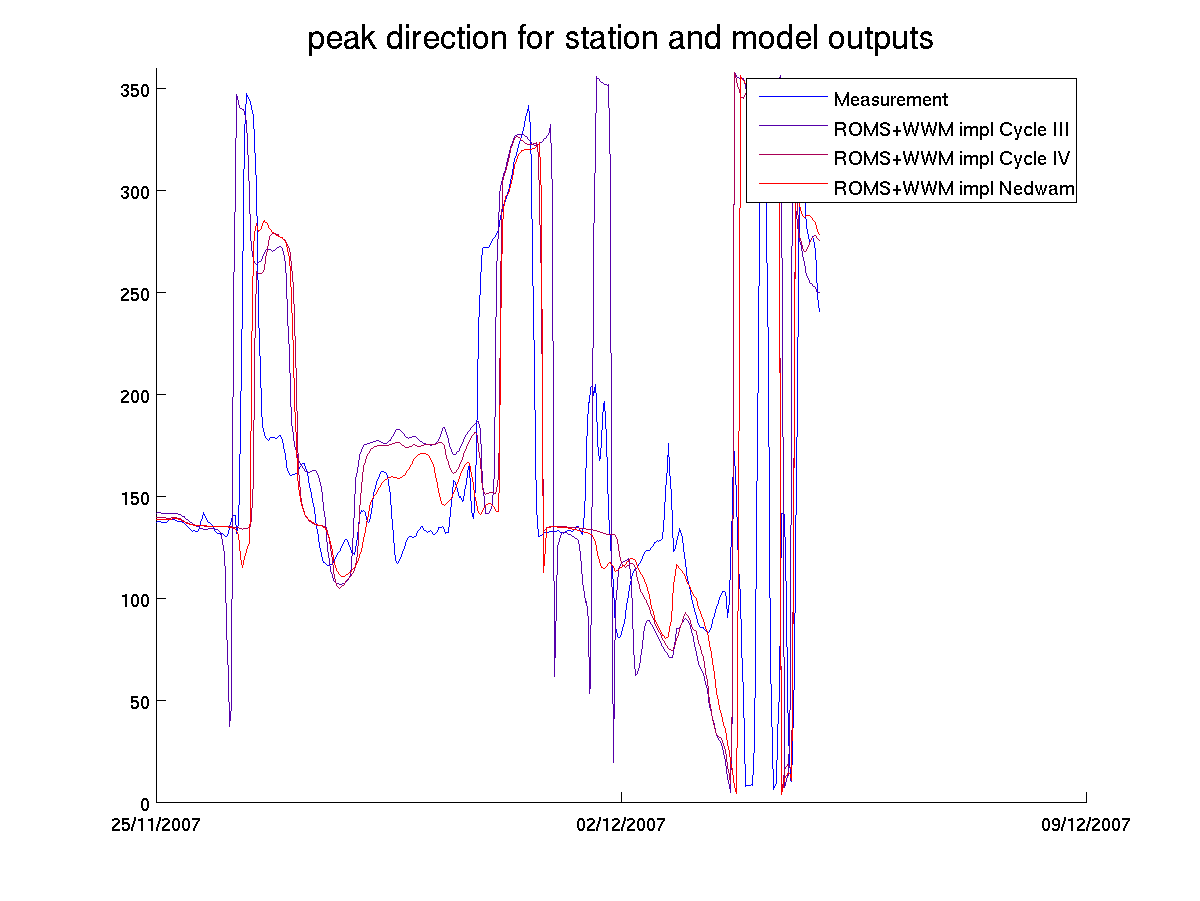 peak direction for station and model outputs
350
300
250
200
150
100
50
0
25/11/2007
02/12/2007
09/12/2007
Measurement
ROMS+WWM impl Cycle III
ROMS+WWM impl Cycle IV
ROMS+WWM impl Nedwam